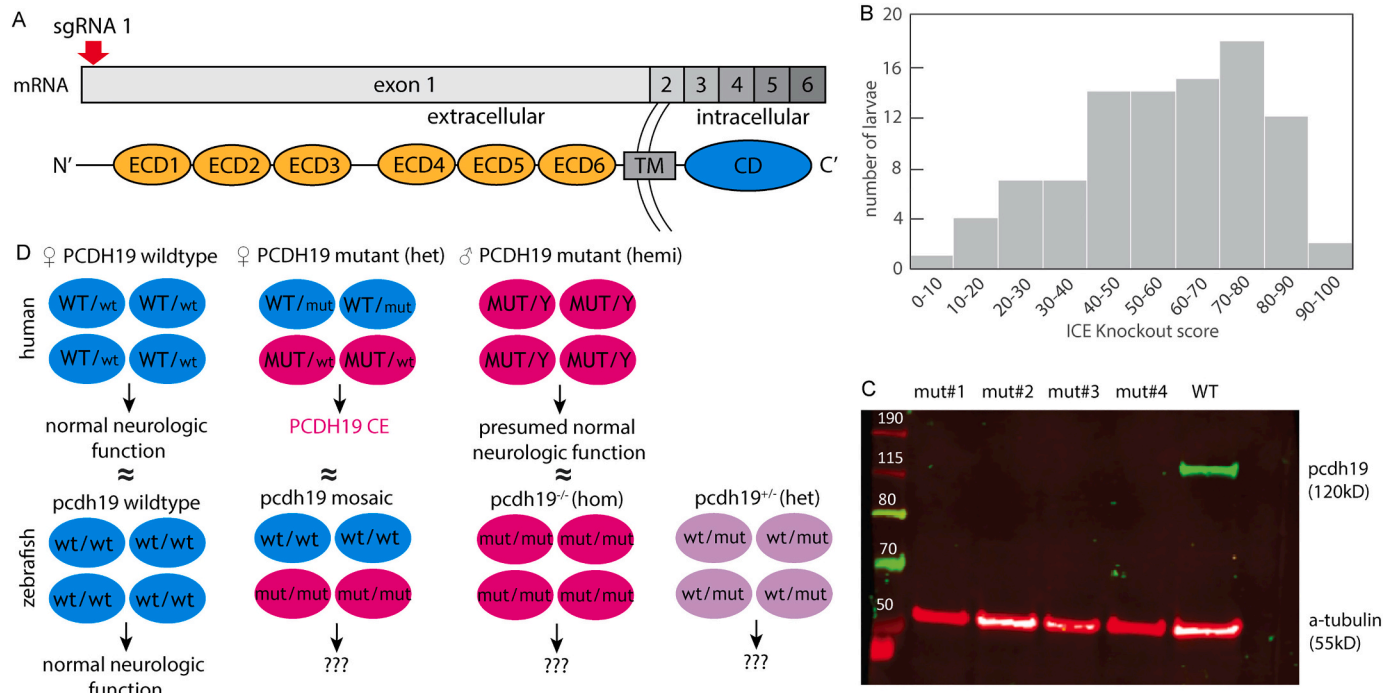 A
sgRNA 1
mRNA
exon 1
2
3
4
5
6
extracellular
intracellular
N′
ECD1
ECD2
ECD3
ECD4
ECD5
ECD6
TM
CD
C′
B
number of larvae
20
16
12
8
4
0
0-10
10-20
20-30
30-40
40-50
50-60
60-70
70-80
80-90
90-100
ICE Knockout score
C
mut#1
mut#2
mut#3
mut#4
WT
190
115
80
70
50
pcdh19
(120kD)
a-tubulin
(55kD)
D
♀ PCDH19 wildtype
♀ PCDH19 mutant (het)
♂ PCDH19 mutant (hemi)
human
WT/wt WT/wt
WT/wt WT/wt
normal neurologic
function
WT/mut WT/mut
MUT/wt MUT/wt
PCDH19 CE
MUT/Y MUT/Y
MUT/Y MUT/Y
presumed normal
neurologic function
≈
≈
≈
zebrafish
pcdh19 wildtype
wt/wt wt/wt
wt/wt wt/wt
normal neurologic
function
pcdh19 mosaic
wt/wt wt/wt
mut/mut mut/mut
???
pcdh19-/- (hom)
mut/mut mut/mut
mut/mut mut/mut
???
pcdh19+/- (het)
wt/mut wt/mut
wt/mut wt/mut
???